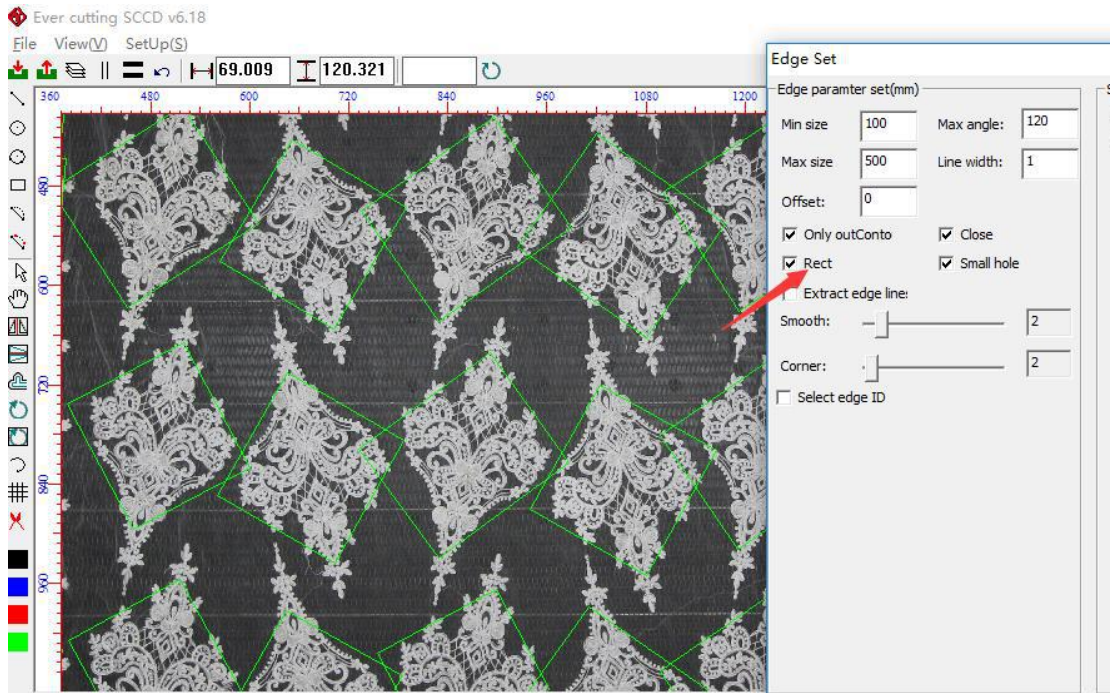 Ever cutting SCCD v6.18
File View(V) SetUp(S)
69.009 120.321
360 480 600 720 840 960 1080 1200
480
600
720
840
960
Edge Set
Edge paramter set(mm)
Min size 100 Max angle: 120
Max size 500 Line width: 1
Offset: 0
Only outConto Close
Rect Small hole
Extract edge line:
Smooth: 2
Corner: 2
Select edge ID